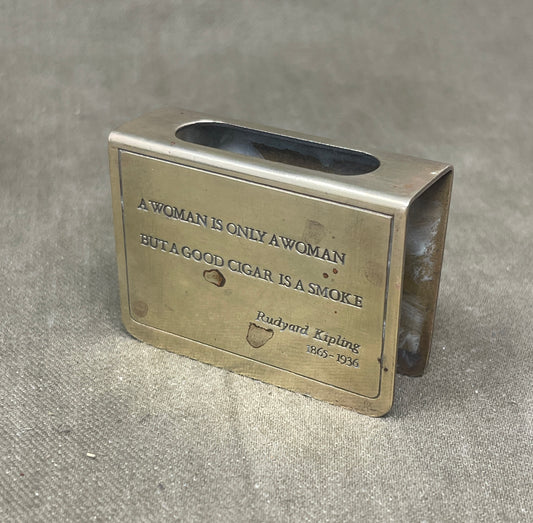 A WOMAN IS ONLY A WOMAN
BUT A GOOD CIGAR IS A SMOKE
Rudyard Kipling
1865-1936